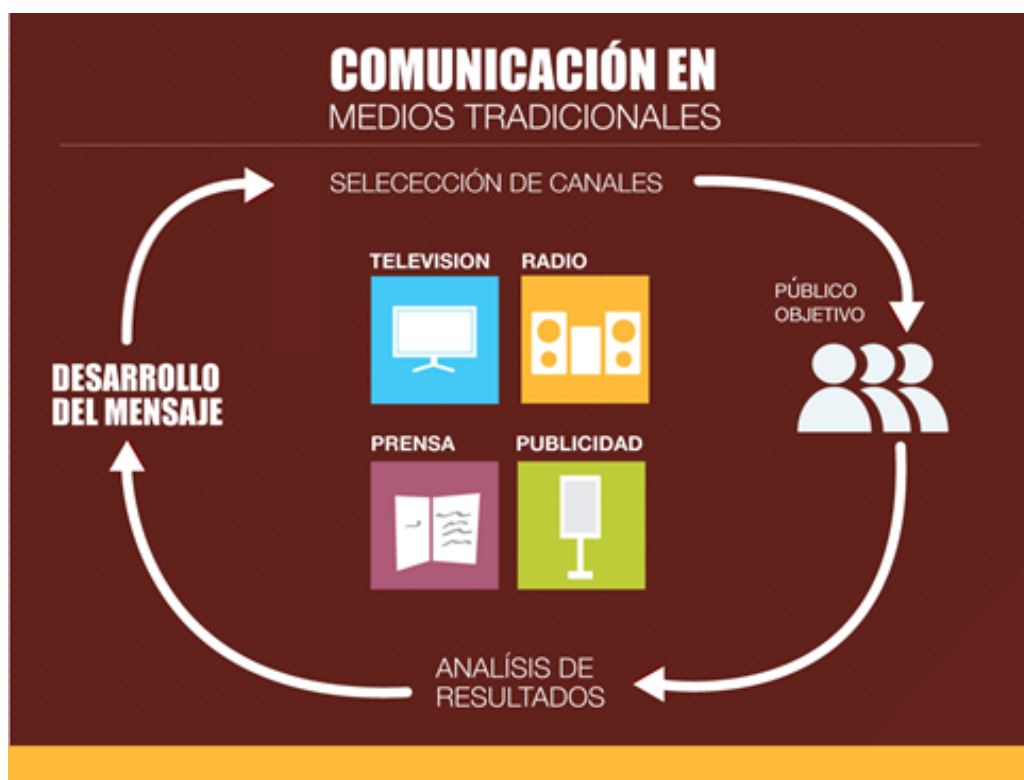 COMUNICACIÓN EN
MEDIOS TRADICIONALES
SELECECCIÓN DE CANALES
TELEVISION
RADIO
PÚBLICO
OBJETIVO
DESARROLLO
DEL MENSAJE
PRENSA
PUBLICIDAD
ANALÍSIS DE
RESULTADOS